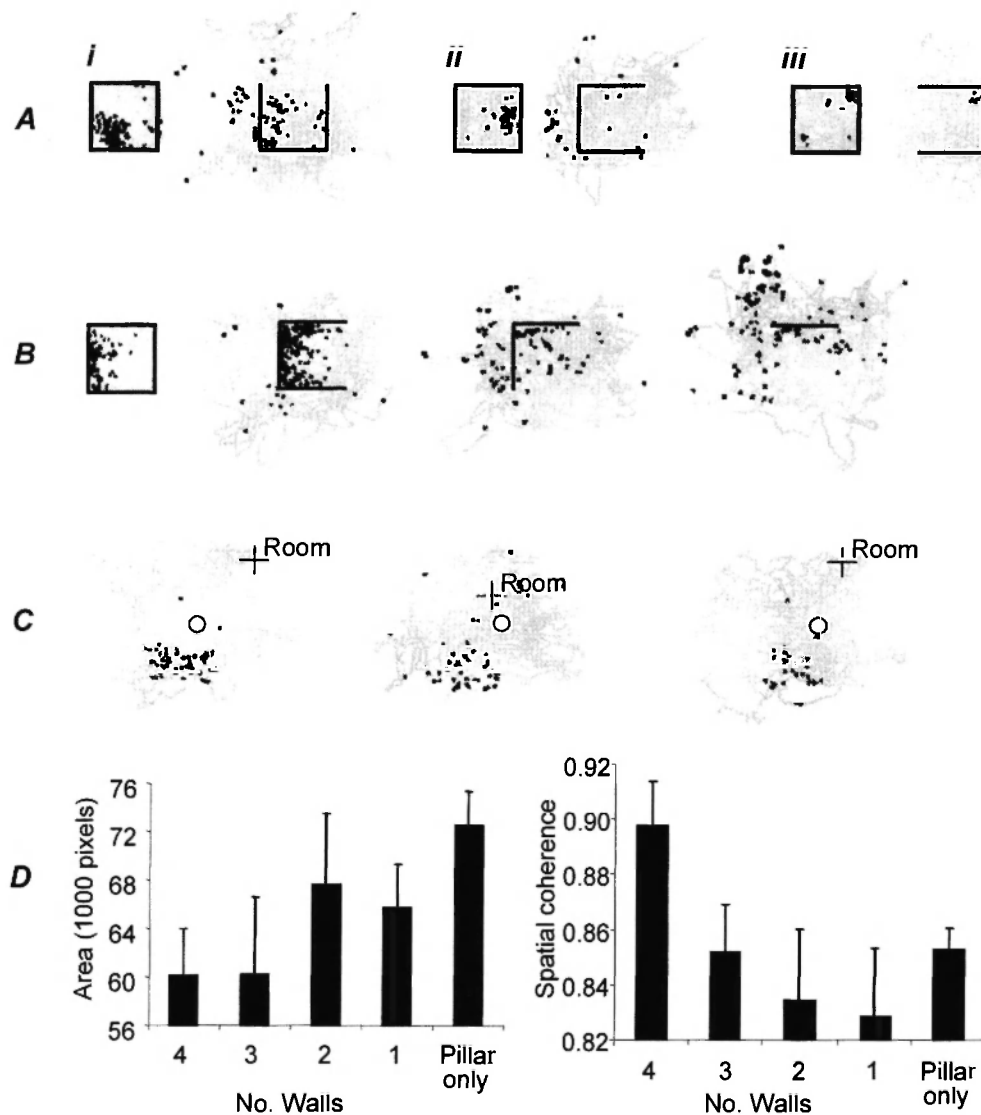 i ii iii
A
B
Room Room Room
C
D
Area (1000 pixels)
76
72
68
64
60
56
4 3 2 1 Pillar only
No. Walls
Spatial coherence
0.92
0.90
0.88
0.86
0.84
0.82
4 3 2 1 Pillar only
No. Walls